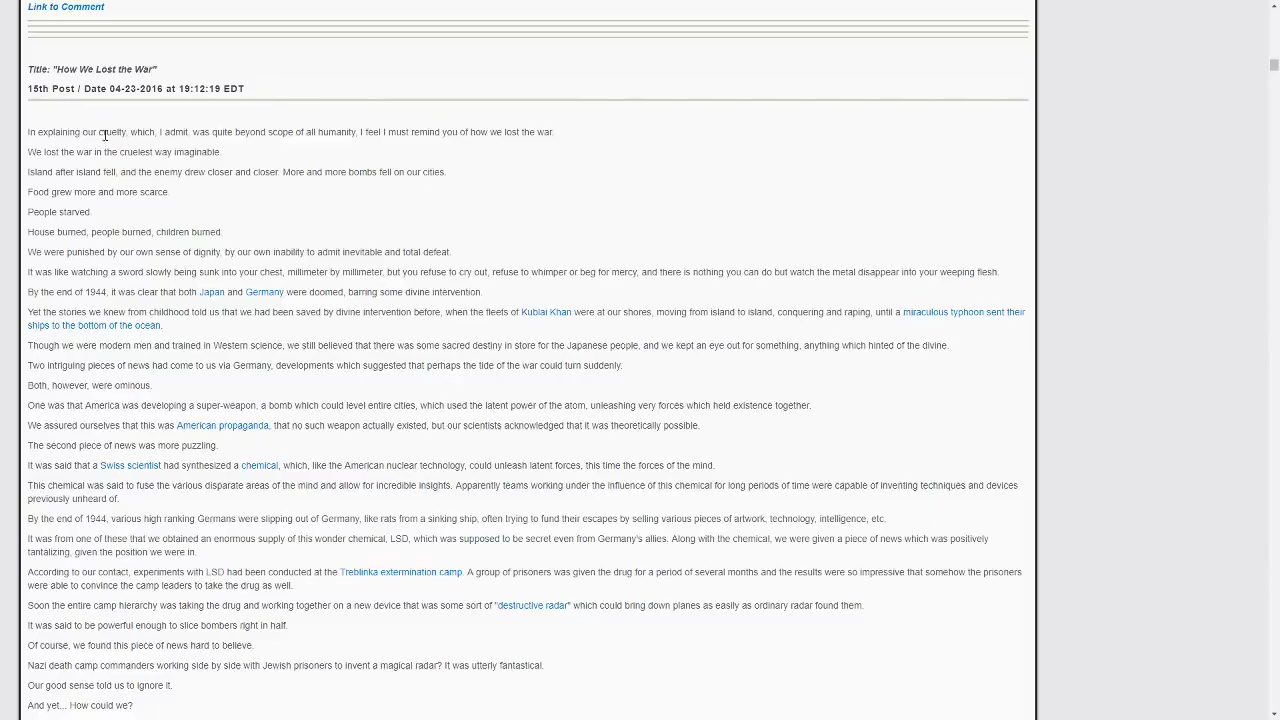 Link to Comment
Title: "How We Lost the War"
15th Post / Date 04-23-2016 at 19:12:19 EDT
In explaining our cruelty, which, I admit, was quite beyond scope of all humanity, I feel I must remind you of how we lost the war.
We lost the war in the cruelest way imaginable.
Island after island fell, and the enemy drew closer and closer. More and more bombs fell on our cities.
Food grew more and more scarce.
People starved.
House burned, people burned, children burned.
We were punished by our own sense of dignity, by our own inability to admit inevitable and total defeat.
It was like watching a sword slowly being sunk into your chest, millimeter by millimeter, but you refuse to cry out, refuse to whimper or beg for mercy, and there is nothing you can do but watch the metal disappear into your weeping flesh.
By the end of 1944, it was clear that both Japan and Germany were doomed, barring some divine intervention.
Yet the stories we knew from childhood told us that we had been saved by divine intervention before, when the fleets of Kublai Khan were at our shores, moving from island to island, conquering and raping, until a miraculous typhoon sent their
ships to the bottom of the ocean.
Though we were modern men and trained in Western science, we still believed that there was some sacred destiny in store for the Japanese people, and we kept an eye out for something, anything which hinted of the divine.
Two intriguing pieces of news had come to us via Germany, developments which suggested that perhaps the tide of the war could turn suddenly.
Both, however, were ominous.
One was that America was developing a super-weapon, a bomb which could level entire cities, which used the latent power of the atom, unleashing very forces which held existence together.
We assured ourselves that this was American propaganda, that no such weapon actually existed, but our scientists acknowledged that it was theoretically possible.
The second piece of news was more puzzling.
It was said that a Swiss scientist had synthesized a chemical, which, like the American nuclear technology, could unleash latent forces, this time the forces of the mind.
This chemical was said to fuse the various disparate areas of the mind and allow for incredible insights. Apparently teams working under the influence of this chemical for long periods of time were capable of inventing techniques and devices
previously unheard of.
By the end of 1944, various high ranking Germans were slipping out of Germany, like rats from a sinking ship, often trying to fund their escapes by selling various pieces of artwork, technology, intelligence, etc.
It was from one of these that we obtained an enormous supply of this wonder chemical, LSD, which was supposed to be secret even from Germany's allies. Along with the chemical, we were given a piece of news which was positively
tantalizing, given the position we were in.
According to our contact, experiments with LSD had been conducted at the Treblinka extermination camp. A group of prisoners was given the drug for a period of several months and the results were so impressive that somehow the prisoners
were able to convince the camp leaders to take the drug as well.
Soon the entire camp hierarchy was taking the drug and working together on a new device that was some sort of "destructive radar" which could bring down planes as easily as ordinary radar found them.
It was said to be powerful enough to slice bombers right in half.
Of course, we found this piece of news hard to believe.
Nazi death camp commanders working side by side with Jewish prisoners to invent a magical radar? It was utterly fantastical.
Our good sense told us to ignore it.
And yet... How could we?